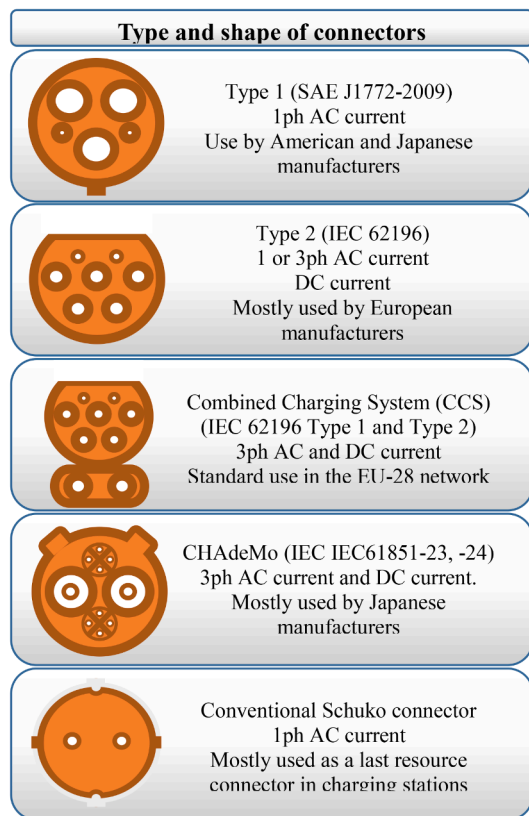 Type and shape of connectors
Type 1 (SAE J1772-2009)
1ph AC current
Use by American and Japanese
manufacturers
Type 2 (IEC 62196)
1 or 3ph AC current
DC current
Mostly used by European
manufacturers
Combined Charging System (CCS)
(IEC 62196 Type 1 and Type 2)
3ph AC and DC current
Standard use in the EU-28 network
CHAdeMo (IEC IEC61851-23, -24)
3ph AC current and DC current.
Mostly used by Japanese
manufacturers
Conventional Schuko connector
1ph AC current
Mostly used as a last resource
connector in charging stations